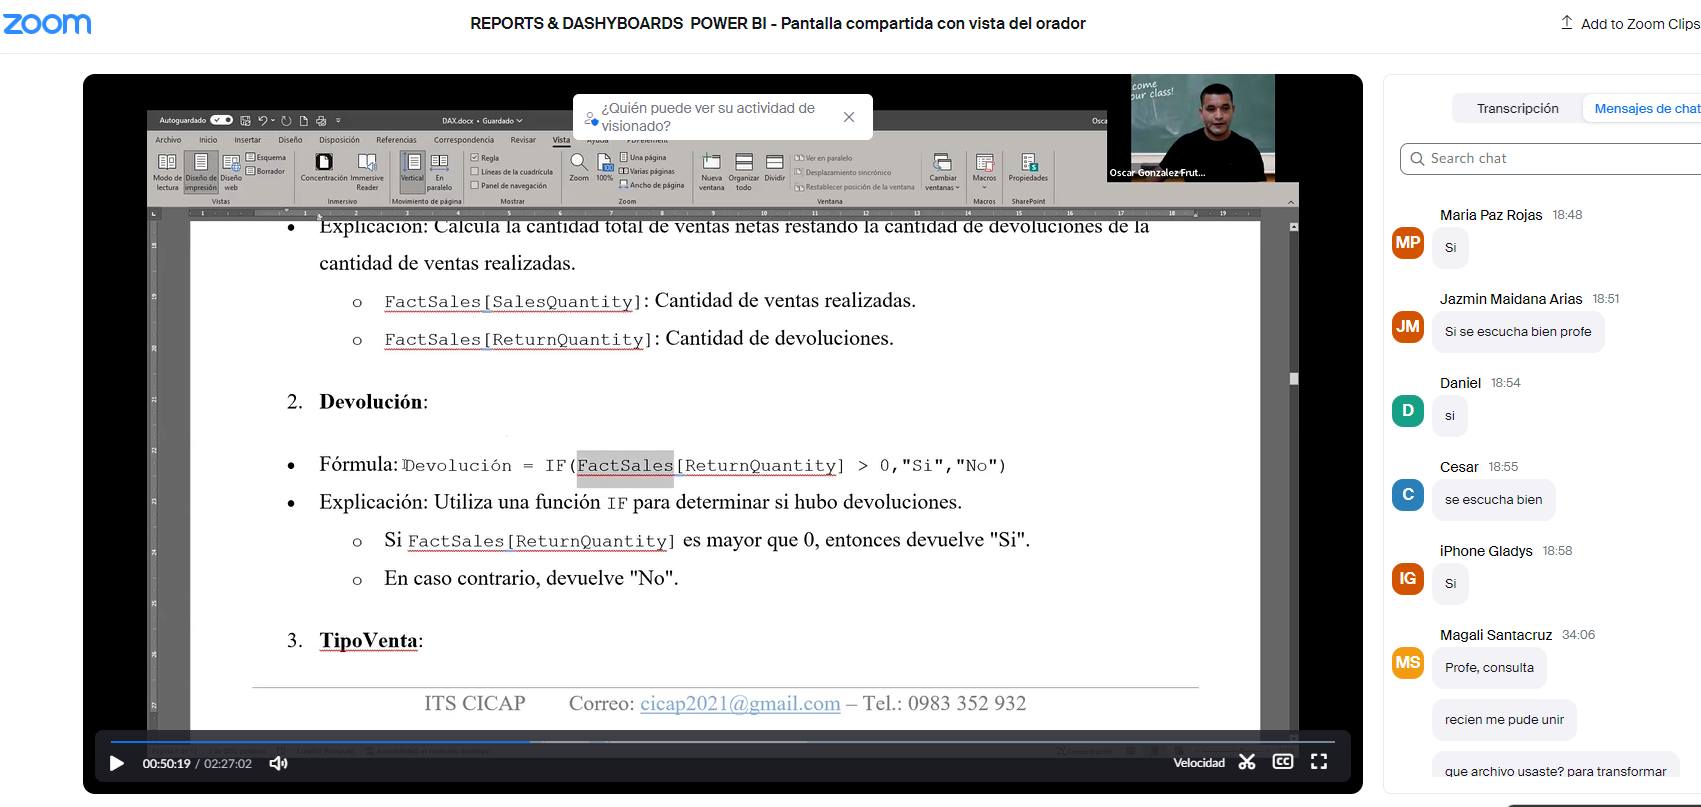 zoom
REPORTS & DASHYBOARDS POWER BI - Pantalla compartida con vista del orador
Add to Zoom Clips
¿Quién puede ver su actividad de
visionado?
Autoguardado
DAX.docx • Guardado
Osca
Archivo Inicio Insertar Diseño Disposición Referencias Correspondencia Revisar Vista Ayuda PDFelement
Modo de
lectura
Diseño de
impresión
Diseño
web
Esquema
Borrador
Vistas
Concentración
Immersive
Reader
Inmersivo
Vertical
En
paralelo
Movimiento de página
Regla
Líneas de la cuadrícula
Panel de navegación
Mostrar
Zoom
100%
Una página
Varias páginas
Ancho de página
Zoom
Nueva
ventana
Organizar
todo
Dividir
Ver en paralelo
Desplazamiento sincrónico
Restablecer posición de la ventana
Ventana
Cambiar
ventanas
Macros
Macros
Propiedades
SharePoint
come
our class!
Oscar Gonzalez Frut...
• Explicación: Calcula la cantidad total de ventas netas restando la cantidad de devoluciones de la
cantidad de ventas realizadas.
o FactSales[SalesQuantity]: Cantidad de ventas realizadas.
o FactSales[ReturnQuantity]: Cantidad de devoluciones.
2. Devolución:
• Fórmula: Devolución = IF(FactSales[ReturnQuantity] > 0,"Si","No")
• Explicación: Utiliza una función IF para determinar si hubo devoluciones.
o Si FactSales[ReturnQuantity] es mayor que 0, entonces devuelve "Si".
o En caso contrario, devuelve "No".
3. TipoVenta:
ITS CICAP Correo: cicap2021@gmail.com – Tel.: 0983 352 932
00:50:19 / 02:27:02
Velocidad
CC
Transcripción
Mensajes de chat
Search chat
Maria Paz Rojas 18:48
MP
Si
Jazmin Maidana Arias 18:51
JM
Si se escucha bien profe
Daniel 18:54
D
si
Cesar 18:55
C
se escucha bien
iPhone Gladys 18:58
IG
Si
Magali Santacruz 34:06
MS
Profe, consulta
recien me pude unir
que archivo usaste? para transformar